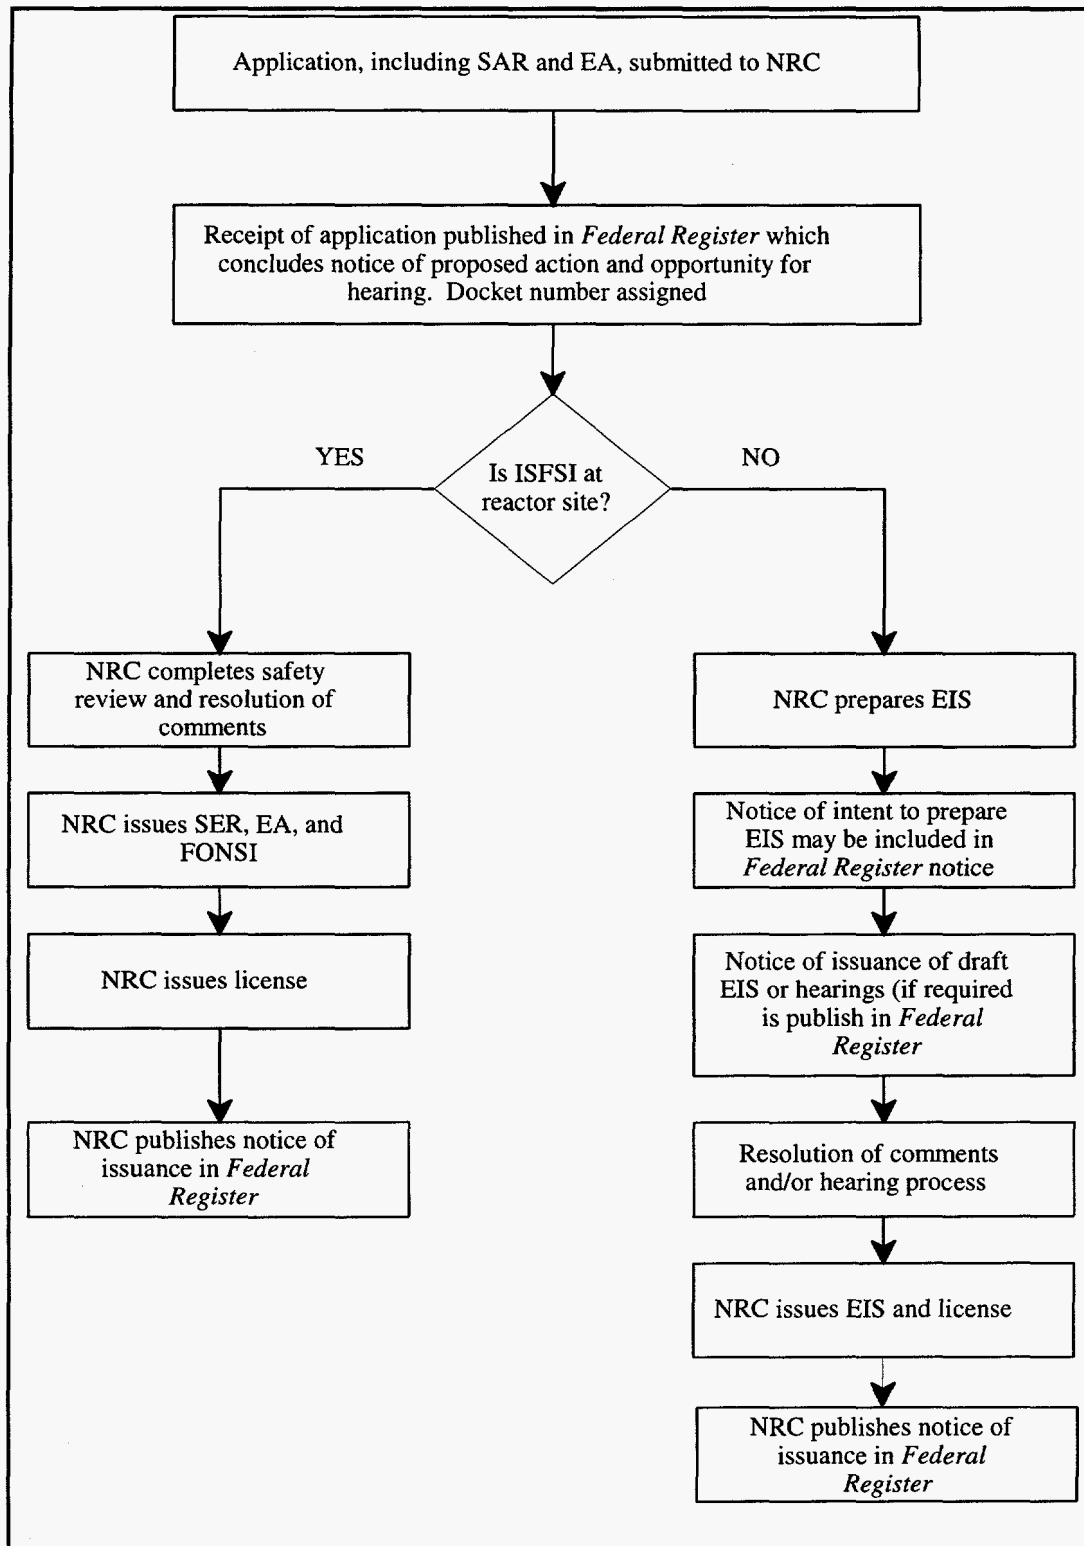 Application, including SAR and EA, submitted to NRC
Receipt of application published in Federal Register which
concludes notice of proposed action and opportunity for
hearing. Docket number assigned
YES
NO
Is ISFSI at
reactor site?
NRC completes safety
review and resolution of
comments
NRC issues SER, EA, and
FONSI
NRC issues license
NRC publishes notice of
issuance in Federal
Register
NRC prepares EIS
Notice of intent to prepare
EIS may be included in
Federal Register notice
Notice of issuance of draft
EIS or hearings (if required
is publish in Federal
Register
Resolution of comments
and/or hearing process
NRC issues EIS and license
NRC publishes notice of
issuance in Federal
Register